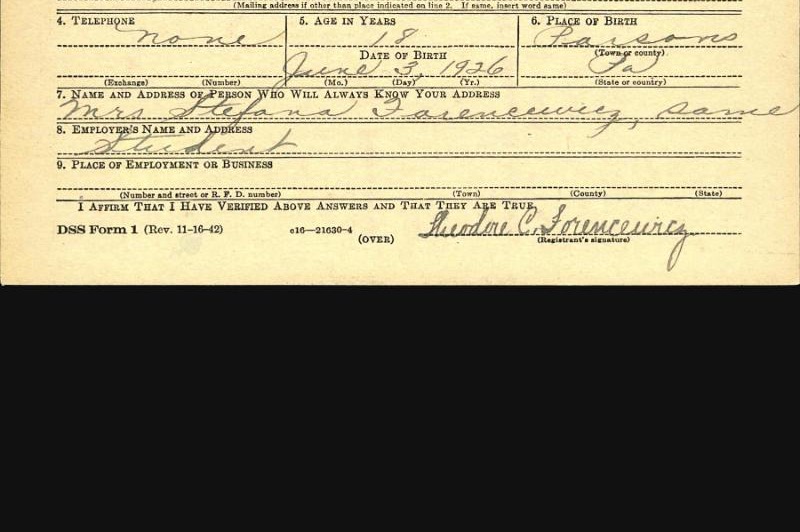 (Mailing address if other than place indicated on line 2. If same, insert word same)
4. TELEPHONE 5. AGE IN YEARS 6. PLACE OF BIRTH
none 18 Parsons
DATE OF BIRTH (Town or county)
June 3, 1926 Pa
(Exchange) (Number) (Mo.) (Day) (Yr.) (State or country)
7. NAME AND ADDRESS OF PERSON WHO WILL ALWAYS KNOW YOUR ADDRESS
Mrs Stefana Forencewicz, same
8. EMPLOYER'S NAME AND ADDRESS
Student
9. PLACE OF EMPLOYMENT OR BUSINESS
(Number and street or R. F. D. number) (Town) (County) (State)
I AFFIRM THAT I HAVE VERIFIED ABOVE ANSWERS AND THAT THEY ARE TRUE.
DSS Form 1 (Rev. 11-16-42) c16—21630-4 Theodore C. Forencewicz
(OVER) (Registrant's signature)